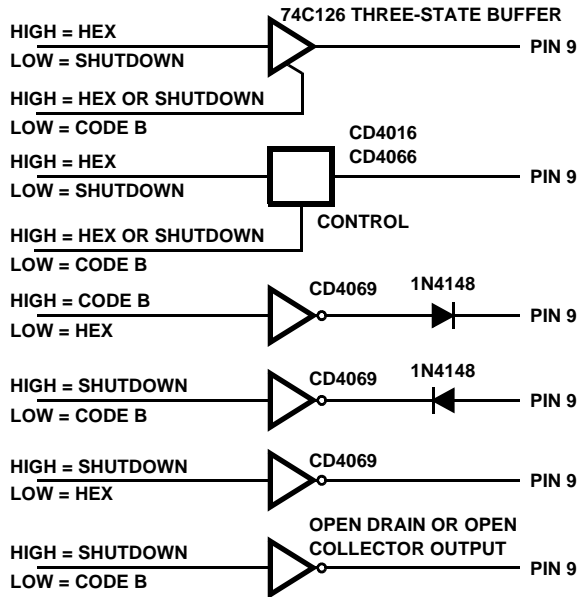 74C126 THREE-STATE BUFFER
HIGH = HEX
PIN 9
LOW = SHUTDOWN
HIGH = HEX OR SHUTDOWN
LOW = CODE B
CD4016
CD4066
HIGH = HEX
PIN 9
LOW = SHUTDOWN
CONTROL
HIGH = HEX OR SHUTDOWN
LOW = CODE B
CD4069
1N4148
HIGH = CODE B
PIN 9
LOW = HEX
CD4069
1N4148
HIGH = SHUTDOWN
PIN 9
LOW = CODE B
CD4069
HIGH = SHUTDOWN
PIN 9
LOW = HEX
OPEN DRAIN OR OPEN
COLLECTOR OUTPUT
HIGH = SHUTDOWN
PIN 9
LOW = CODE B